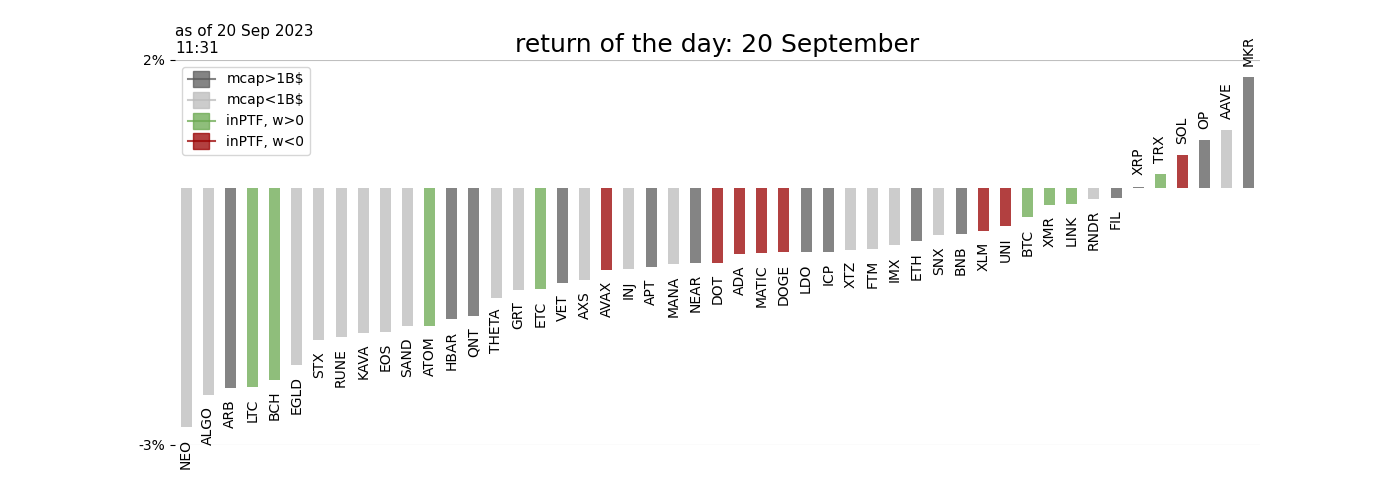 as of 20 Sep 2023
11:31
return of the day: 20 September
2%
-3%
mcap>1B$
mcap<1B$
inPTF, w>0
inPTF, w<0
NEO
ALGO
ARB
LTC
BCH
EGLD
STX
RUNE
KAVA
EOS
SAND
ATOM
HBAR
QNT
THETA
GRT
ETC
VET
AXS
AVAX
INJ
APT
MANA
NEAR
DOT
ADA
MATIC
DOGE
LDO
ICP
XTZ
FTM
IMX
ETH
SNX
BNB
XLM
UNI
BTC
XMR
LINK
RNDR
FIL
XRP
TRX
SOL
OP
AAVE
MKR